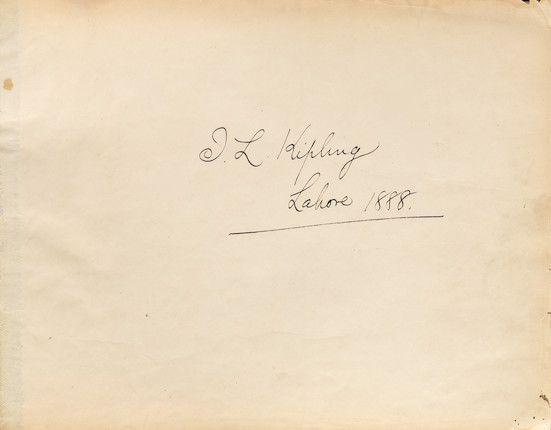 J. L. Kipling
Lahore 1888.